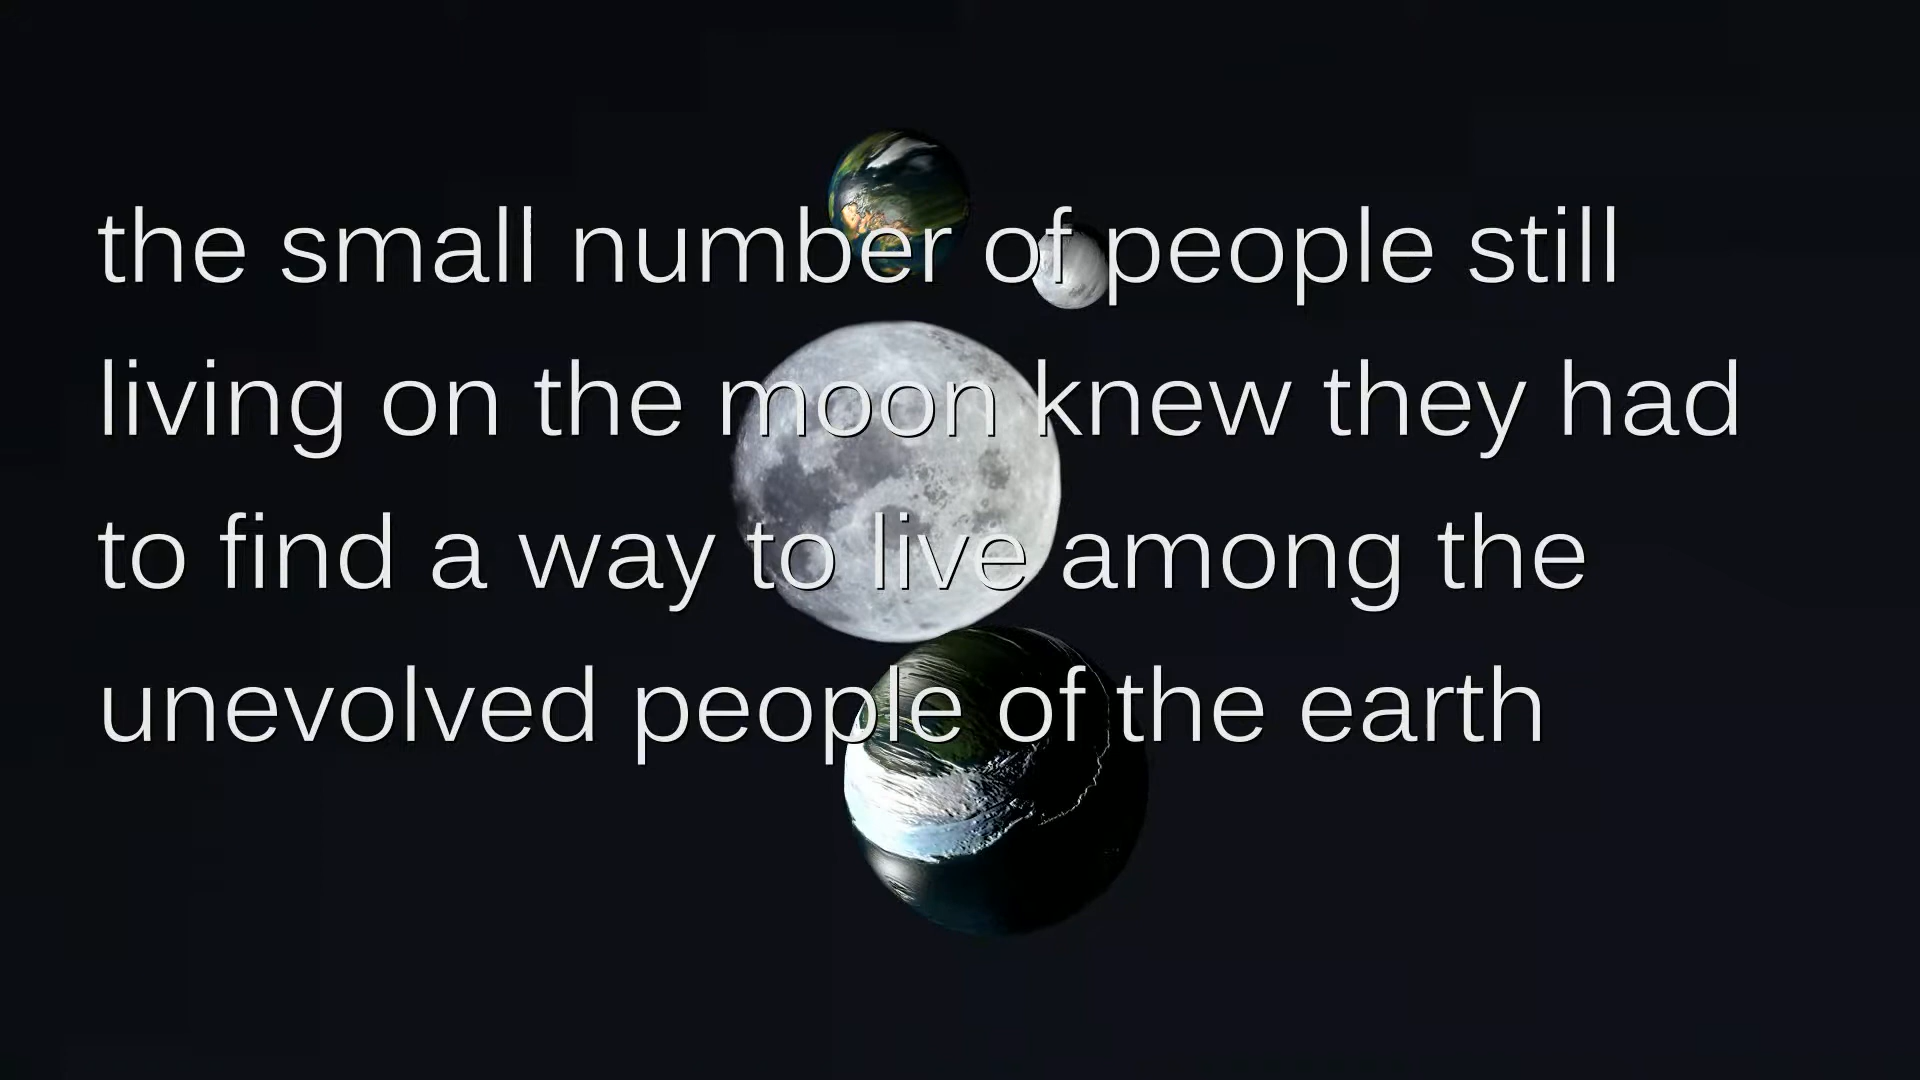 the small number of people still
living on the moon knew they had
to find a way to live among the
unevolved people of the earth